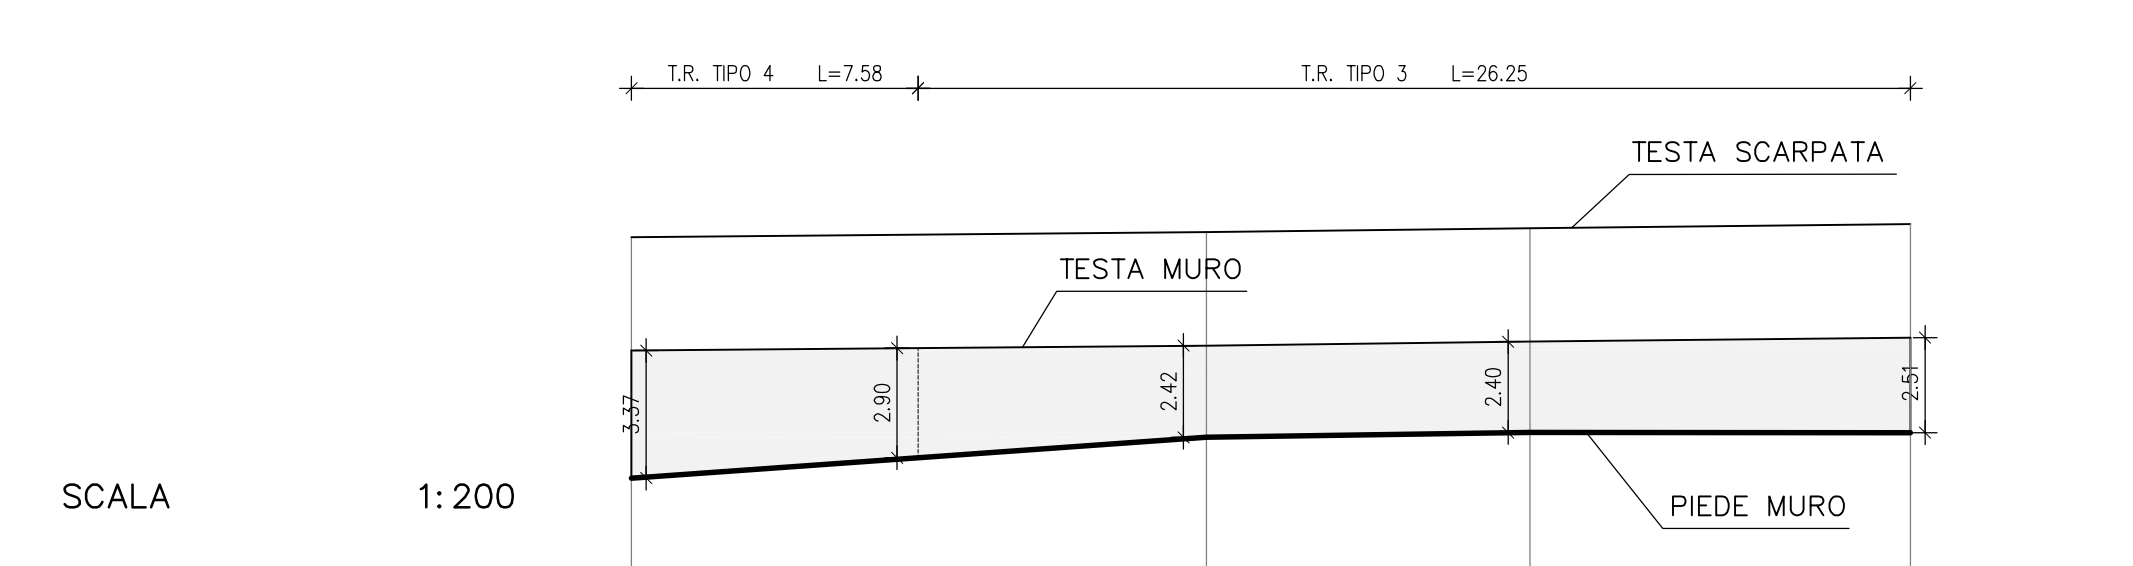 T.R. TIPO 4 L=7.58
T.R. TIPO 3 L=26.25
TESTA SCARPATA
TESTA MURO
3.37
2.90
2.42
2.40
2.51
SCALA 1:200
PIEDE MURO